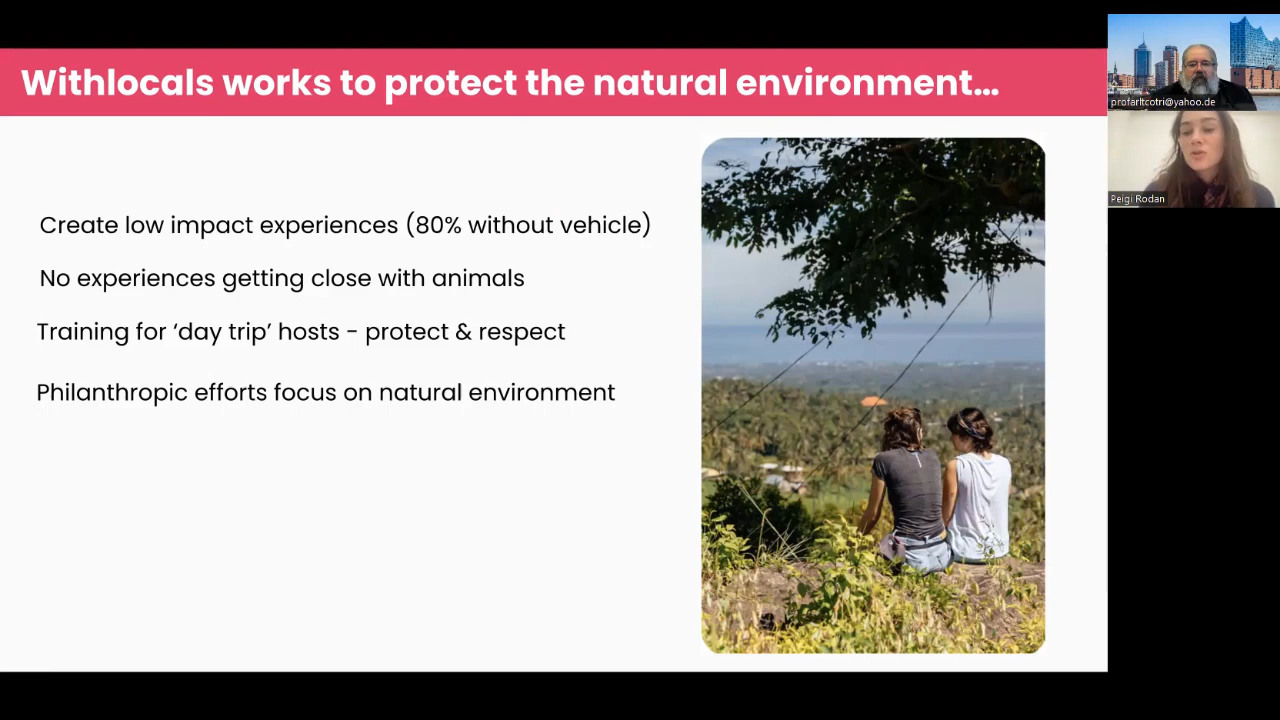 Withlocals works to protect the natural environment...
Create low impact experiences (80% without vehicle)
No experiences getting close with animals
Training for ‘day trip’ hosts - protect & respect
Philanthropic efforts focus on natural environment
profarltcotri@yahoo.de
Peigi Rodan